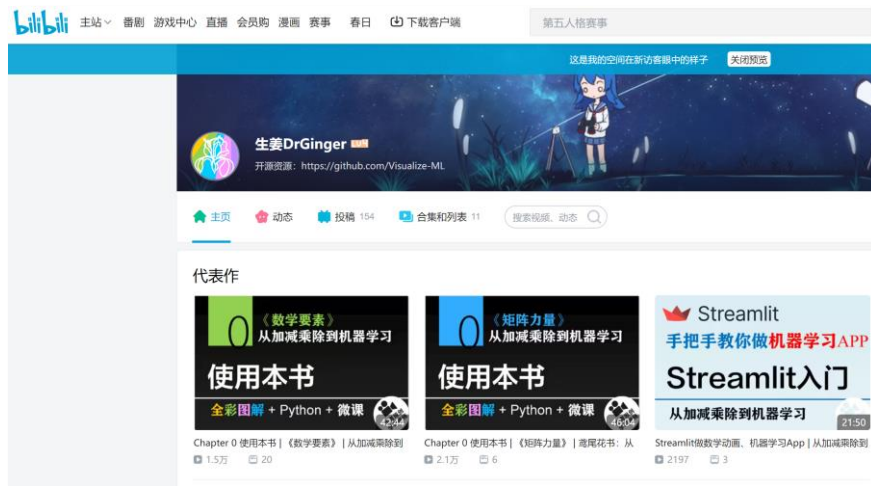 bilibili 主站 番剧 游戏中心 直播 会员购 漫画 赛事 春日 下载客户端 第五人格赛事
这是我的空间在新访客眼中的样子 关闭预览
生姜DrGinger
开源资源：https://github.com/Visualize-ML
主页 动态 投稿 154 合集和列表 11 搜索视频、动态
代表作
0
《数学要素》
从加减乘除到机器学习
使用本书
全彩图解 + Python + 微课
42:44
Chapter 0 使用本书 | 《数学要素》 | 从加减乘除到
1.5万 20
0
《矩阵力量》
从加减乘除到机器学习
使用本书
全彩图解 + Python + 微课
46:04
Chapter 0 使用本书 | 《矩阵力量》 | 鸢尾花书：从
2.1万 6
Streamlit
手把手教你做机器学习APP
Streamlit入门
从加减乘除到机器学习
21:50
Streamlit做数学动画、机器学习App | 从加减乘除到
2197 3